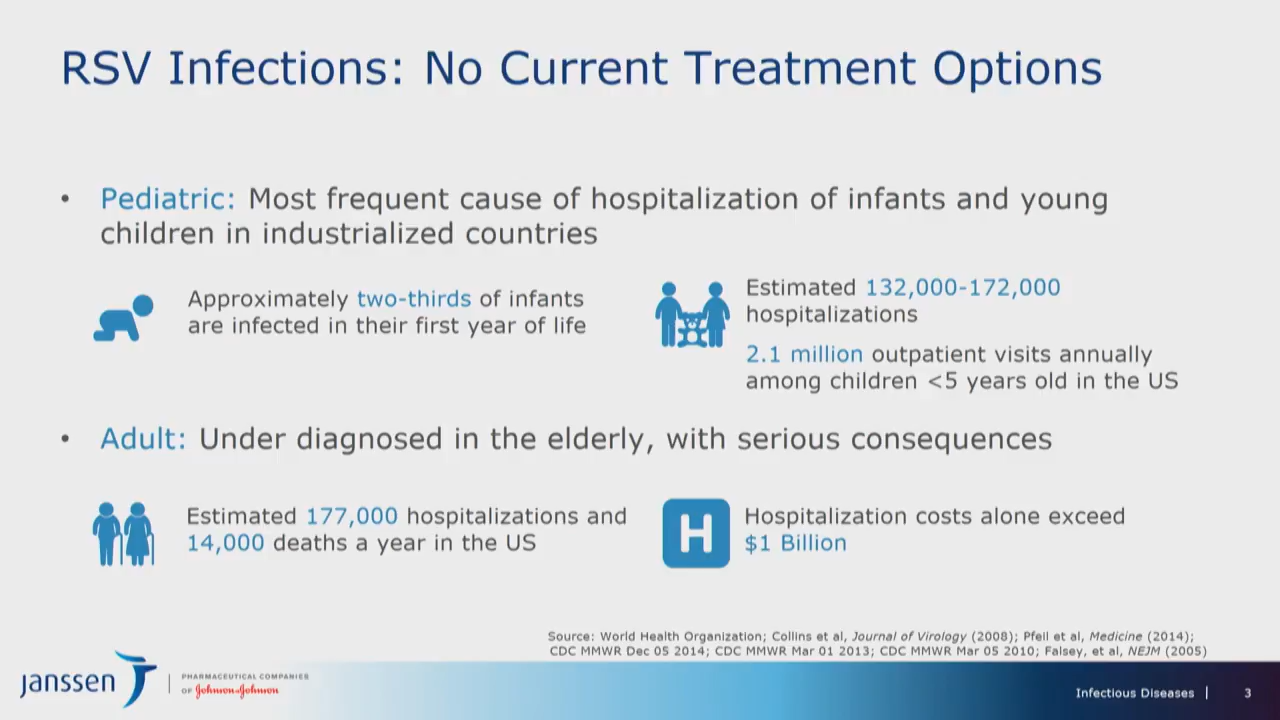 RSV Infections: No Current Treatment Options
• Pediatric: Most frequent cause of hospitalization of infants and young
children in industrialized countries
Approximately two-thirds of infants
are infected in their first year of life
Estimated 132,000-172,000
hospitalizations
2.1 million outpatient visits annually
among children <5 years old in the US
• Adult: Under diagnosed in the elderly, with serious consequences
Estimated 177,000 hospitalizations and
14,000 deaths a year in the US
H
Hospitalization costs alone exceed
$1 Billion
Source: World Health Organization; Collins et al, Journal of Virology (2008); Pfeil et al, Medicine (2014);
CDC MMWR Dec 05 2014; CDC MMWR Mar 01 2013; CDC MMWR Mar 05 2010; Falsey, et al, NEJM (2005)
janssen
PHARMACEUTICAL COMPANIES
OF Johnson & Johnson
Infectious Diseases | 3